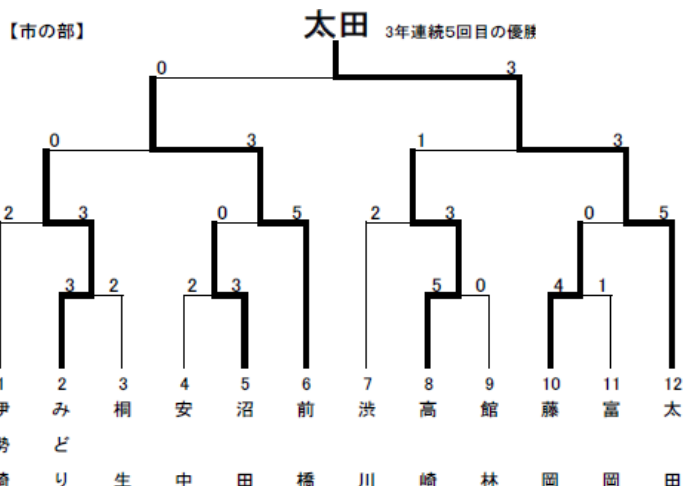 【市の部】
太田 3年連続5回目の優勝
0 3
0 3 1 3
2 3 0 5 2 3 0 5
3 2 2 3 5 0 4 1
1 2 3 4 5 6 7 8 9 10 11 12
伊勢崎
みどり
桐生
安中
沼田
前橋
渋川
高崎
館林
藤岡
富岡
太田